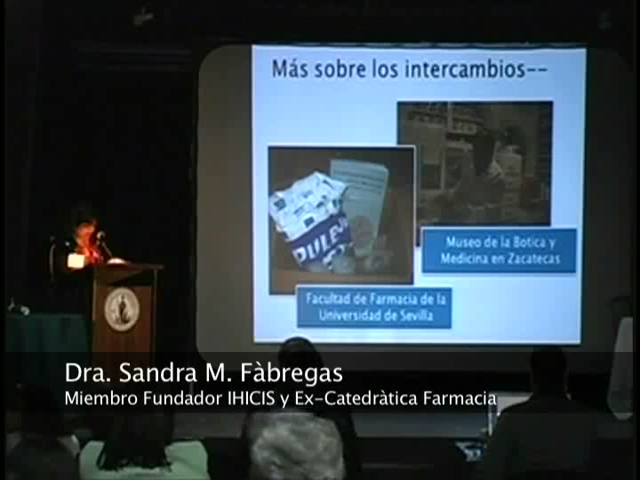 Más sobre los intercambios--
Museo de la Botica y
Medicina en Zacatecas
Facultad de Farmacia de la
Universidad de Sevilla
Dra. Sandra M. Fàbregas
Miembro Fundador IHICIS y Ex-Catedràtica Farmacia